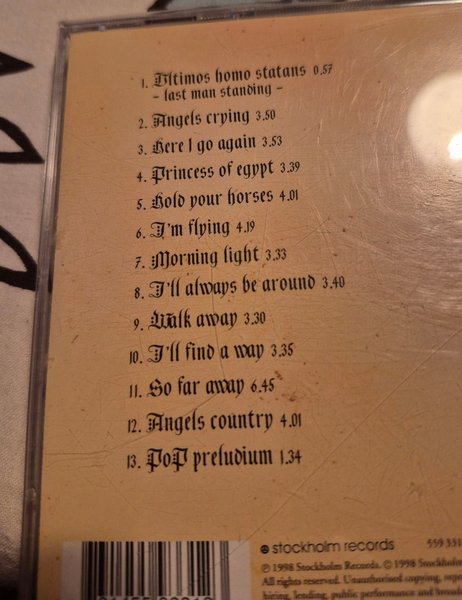 1. Ultimos homo statans 0.57
- last man standing -
2. Angels crying 3.50
3. Here I go again 3.53
4. Princess of egypt 3.39
5. Hold your horses 4.01
6. I'm flying 4.19
7. Morning light 3.33
8. I'll always be around 3.40
9. Walk away 3.30
10. I'll find a way 3.35
11. So far away 6.45
12. Angels country 4.01
13. PoP preludium 1.34
stockholm records 559 331
℗ 1998 Stockholm Records. © 1998 Stockholm
All rights reserved. Unauthorised copying,
hiring, lending, public performance and